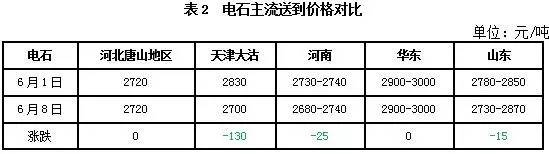 表 2 电石主流送到价格对比
单位：元/吨
电石 河北唐山地区 天津大沽 河南 华东 山东
6 月 1 日 2720 2830 2730-2740 2900-3000 2780-2850
6 月 8 日 2720 2700 2680-2740 2900-3000 2730-2870
涨跌 0 -130 -25 0 -15